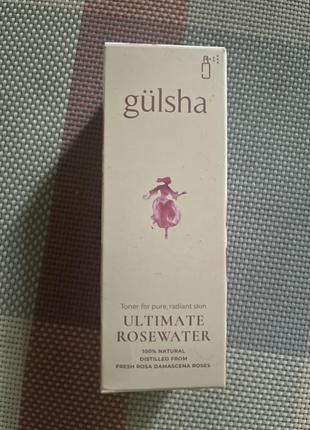 gülsha
Toner for pure, radiant skin
ULTIMATE
ROSEWATER
100% NATURAL
DISTILLED FROM
FRESH ROSA DAMASCENA ROSES